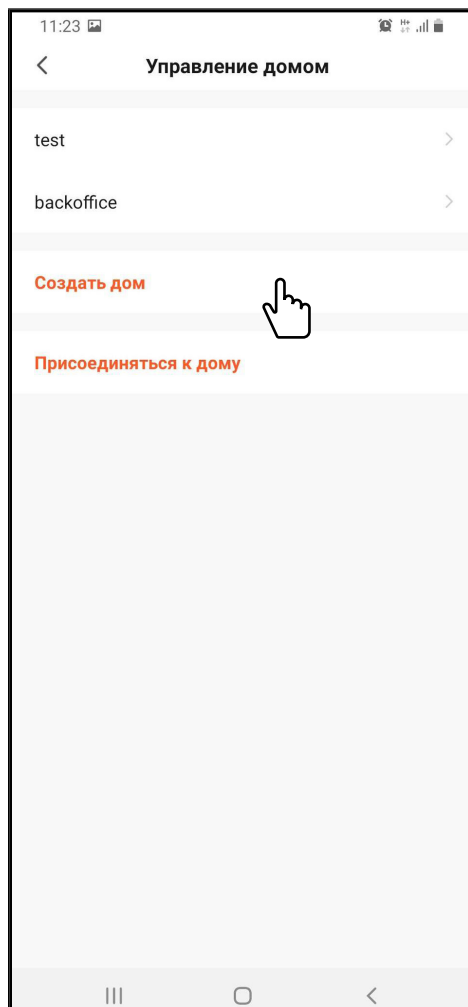 11:23
Управление домом
test
backoffice
Создать дом
Присоединяться к дому